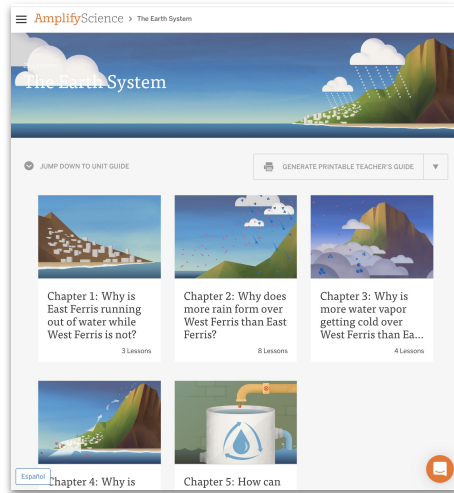 AmplifyScience > The Earth System
The Earth System
JUMP DOWN TO UNIT GUIDE
GENERATE PRINTABLE TEACHER'S GUIDE
Chapter 1: Why is
East Ferris running
out of water while
West Ferris is not?
3 Lessons
Chapter 2: Why does
more rain form over
West Ferris than East
Ferris?
8 Lessons
Chapter 3: Why is
more water vapor
getting cold over
West Ferris than Ea...
4 Lessons
Chapter 4: Why is
Chapter 5: How can
Español